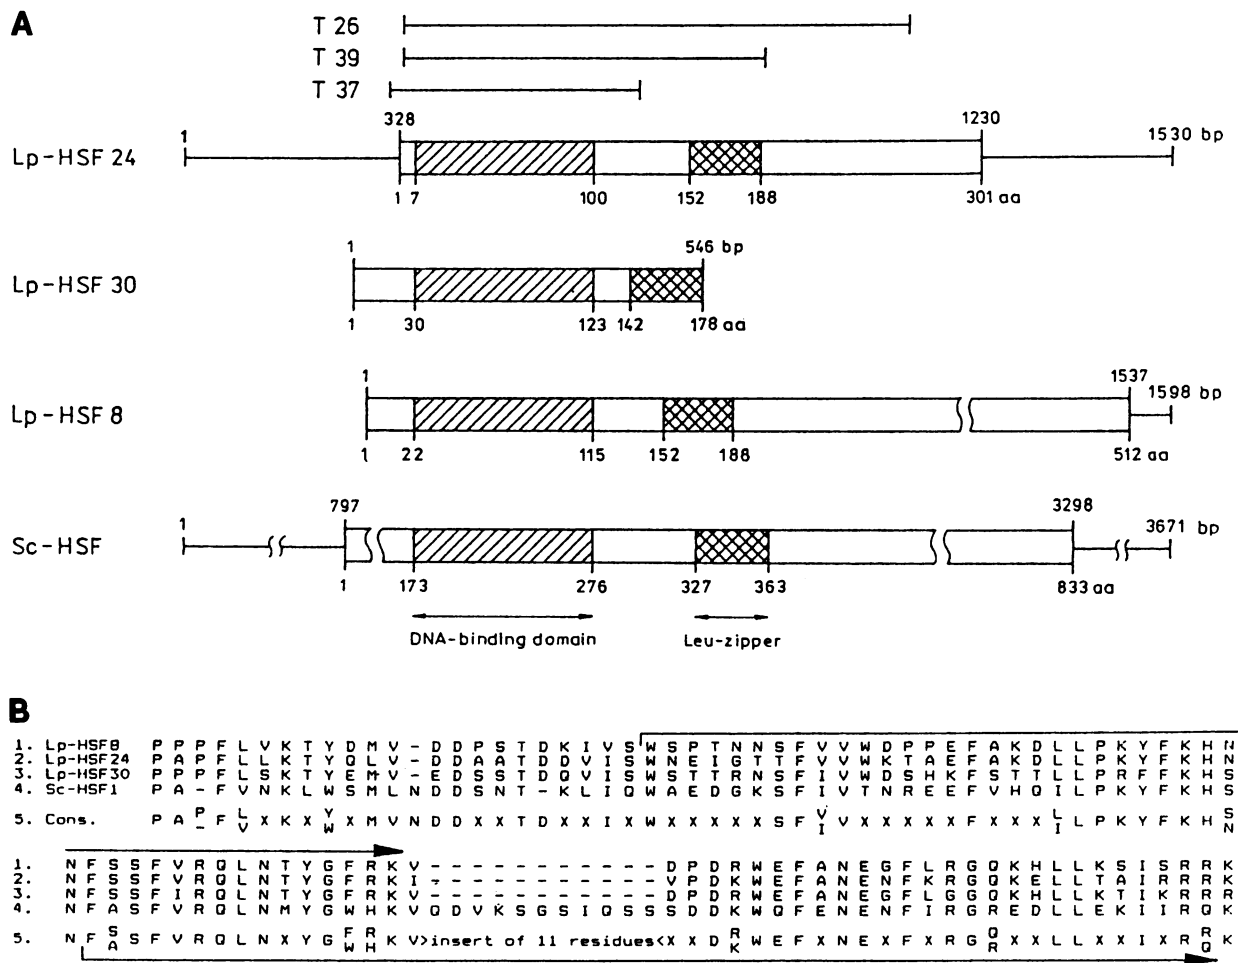 A
T 26
T 39
T 37
1 328 1230 1530 bp
Lp-HSF 24
1 7 100 152 188 301 aa
1 546 bp
Lp-HSF 30
1 30 123 142 178 aa
1 1537 1598 bp
Lp-HSF 8
1 22 115 152 188 512 aa
1 797 3298 3671 bp
Sc-HSF
1 173 276 327 363 833 aa
DNA-binding domain Leu-zipper
B
1. Lp-HSF8 P P P F L V K T Y D M V - D D P S T D K I V S W S P T N N S F V V W D P P E F A K D L L P K Y F K H N
2. Lp-HSF24 P A P F L L K T Y Q L V - D D A A T D D V I S W N E I G T T F V V W K T A E F A K D L L P K Y F K H N
3. Lp-HSF30 P P P F L S K T Y E M V - E D S S T D Q V I S W S T T R N S F I V W D S H K F S T T L L P R F F K H S
4. Sc-HSF1 P A - F V N K L W S M L N D D S N T - K L I Q W A E D G K S F I V T N R E E F V H Q I L P K Y F K H S
5. Cons. P A P/- F L/V X K X Y/W X M V N D D X X T D X X I X W X X X X X S F V/I V X X X X X F X X X L/I L P K Y F K H S/N
1. N F S S F V R Q L N T Y G F R K V - - - - - - - - - - - D P D R W E F A N E G F L R G Q K H L L K S I S R R K
2. N F S S F V R Q L N T Y G F R K I - - - - - - - - - - - V P D K W E F A N E N F K R G Q K E L L T A I R R R K
3. N F S S F I R Q L N T Y G F R K V - - - - - - - - - - - D P D R W E F A N E G F L G G Q K H L L K T I K R R R
4. N F A S F V R Q L N M Y G W H K V Q D V K S G S I Q S S S D D K W Q F E N E N F I R G R E D L L E K I I R Q K
5. N F S/A S F V R Q L N X Y G F/W R/H K V>insert of 11 residues<X X D R/K W E F X N E X F X R G Q/R X X L L X X I X R R/Q K